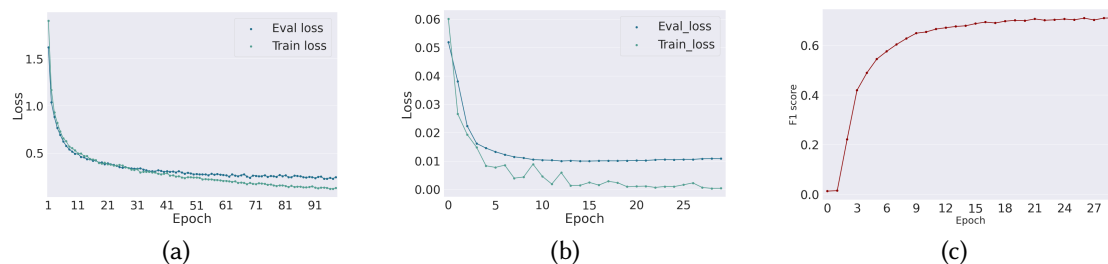 Eval loss
Train loss
1.5
1.0
0.5
Loss
1 11 21 31 41 51 61 71 81 91
Epoch
(a)
0.06
0.05
0.04
0.03
0.02
0.01
0.00
Loss
Eval_loss
Train_loss
0 5 10 15 20 25
Epoch
(b)
0.6
0.4
0.2
0.0
F1 score
0 3 6 9 12 15 18 21 24 27
Epoch
(c)